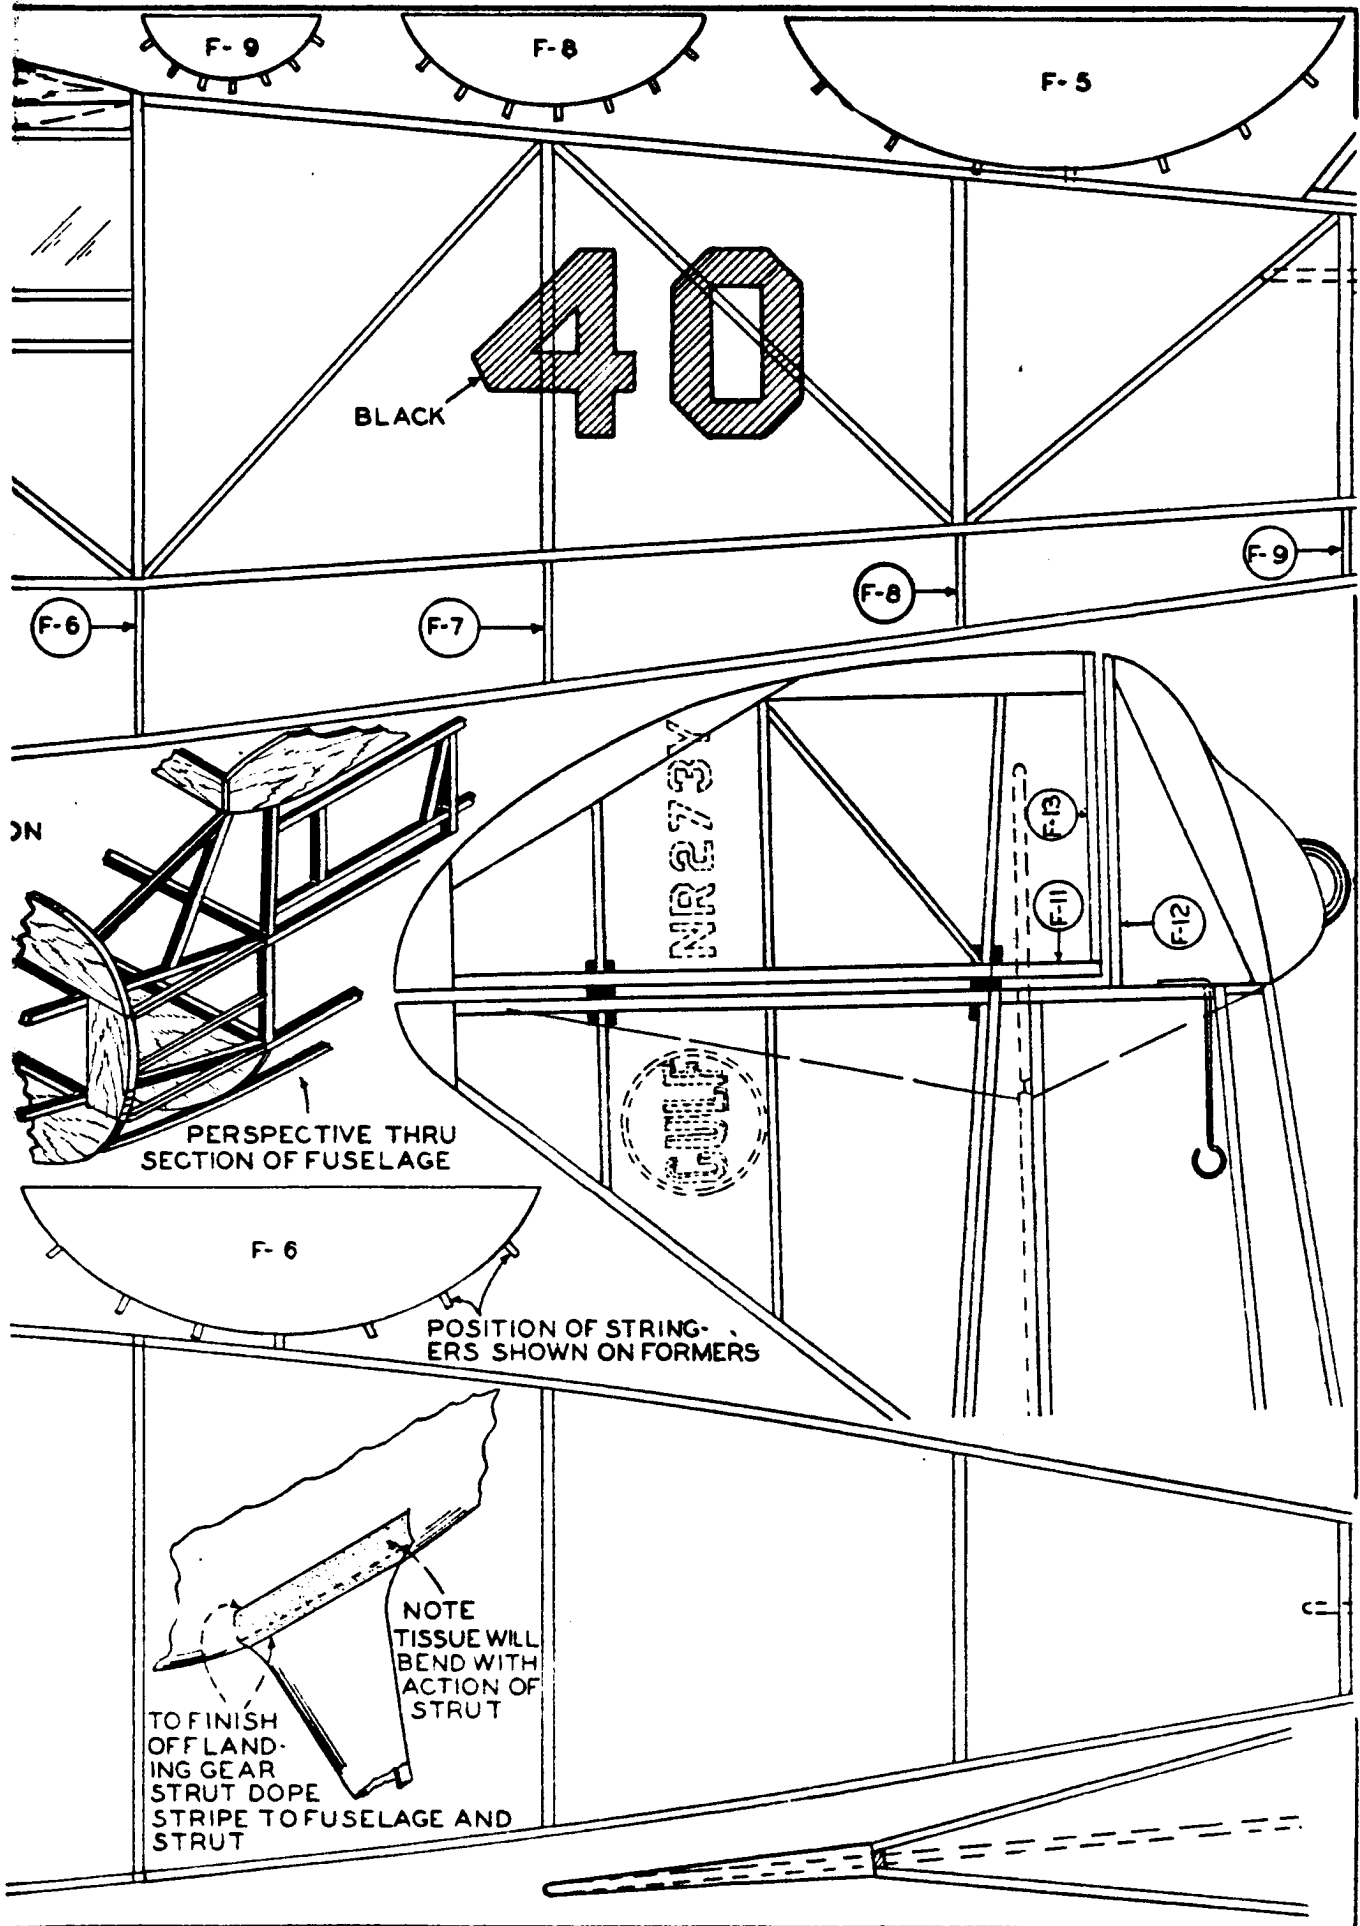 F-9
F-8
F-5
40
BLACK
F-9
F-8
F-6
F-7
NR273Y
F-13
F-11
F-12
ON
GULF
PERSPECTIVE THRU
SECTION OF FUSELAGE
F-6
POSITION OF STRING-
ERS SHOWN ON FORMERS
NOTE
TISSUE WILL
BEND WITH
ACTION OF
STRUT
TO FINISH
OFF LAND-
ING GEAR
STRUT DOPE
STRIPE TO FUSELAGE AND
STRUT